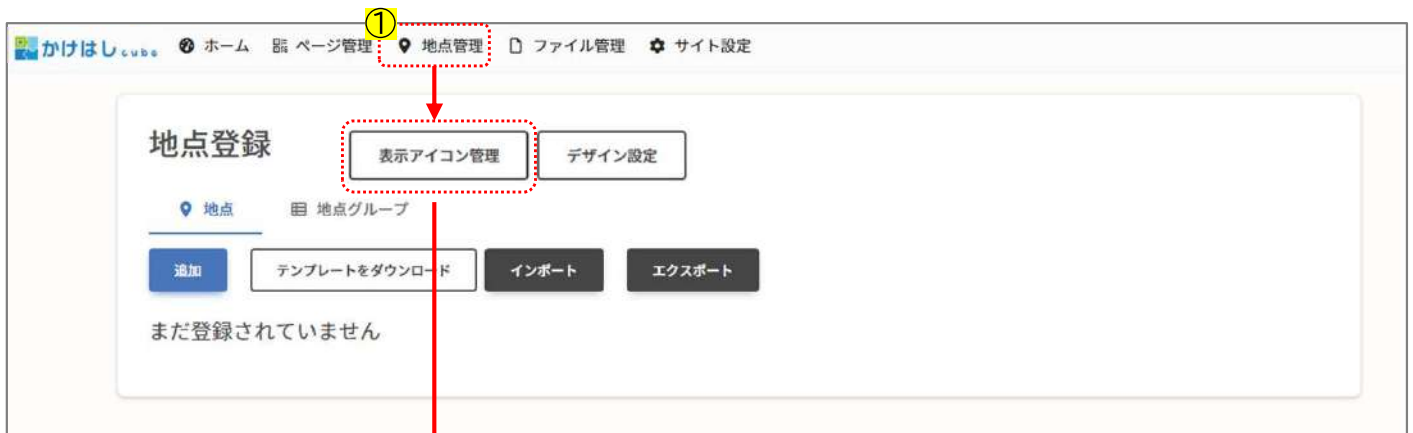 ①
かけはしcube ホーム ページ管理 地点管理 ファイル管理 サイト設定
地点登録 表示アイコン管理 デザイン設定
地点 地点グループ
追加 テンプレートをダウンロード インポート エクスポート
まだ登録されていません